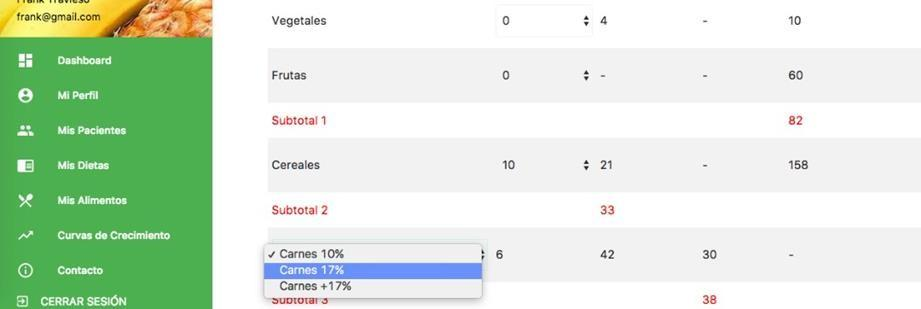 Frank Travieso
frank@gmail.com
Dashboard
Mi Perfil
Mis Pacientes
Mis Dietas
Mis Alimentos
Curvas de Crecimiento
Contacto
CERRAR SESIÓN
Vegetales 0 4 - 10
Frutas 0 - - 60
Subtotal 1 82
Cereales 10 21 - 158
Subtotal 2 33
✓ Carnes 10% 6 42 30 -
Carnes 17%
Carnes +17%
Subtotal 3 38